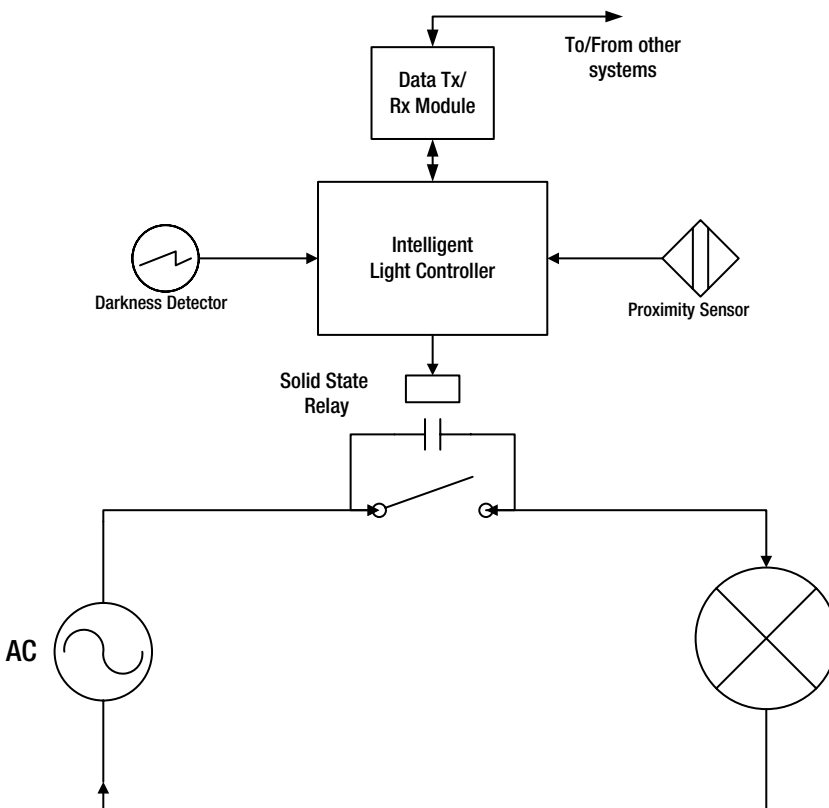 To/From other
systems
Data Tx/
Rx Module
Intelligent
Light Controller
Darkness Detector
Proximity Sensor
Solid State
Relay
AC